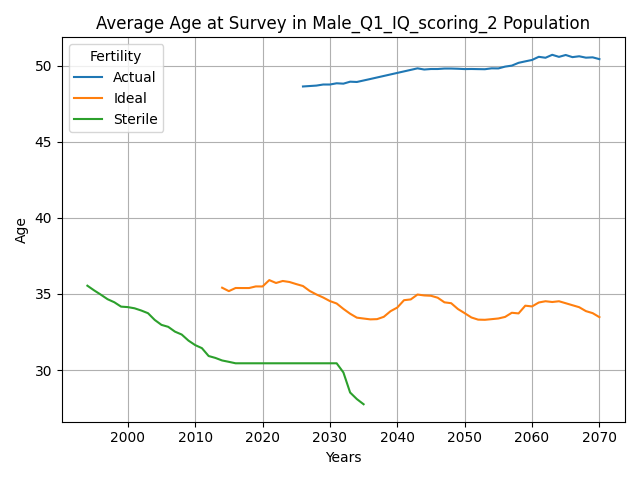 Average Age at Survey in Male_Q1_IQ_scoring_2 Population
Fertility
Actual
Ideal
Sterile
Age
50
45
40
35
30
2000 2010 2020 2030 2040 2050 2060 2070
Years